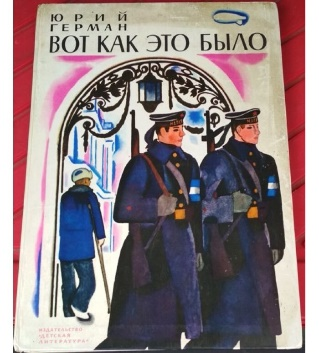 ЮРИЙ
ГЕРМАН
ВОТ КАК ЭТО БЫЛО
ИЗДАТЕЛЬСТВО
"ДЕТСКАЯ
ЛИТЕРАТУРА"